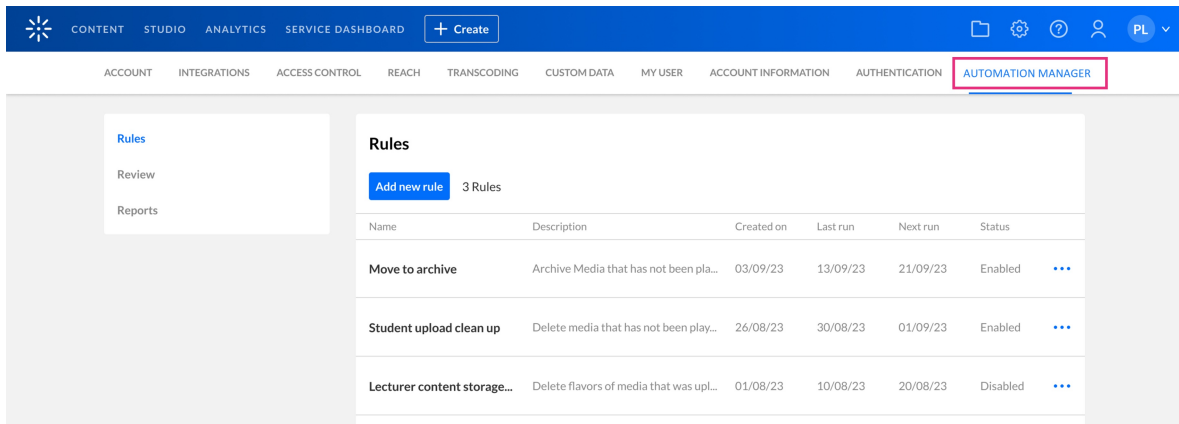 CONTENT STUDIO ANALYTICS SERVICE DASHBOARD + Create PL
ACCOUNT INTEGRATIONS ACCESS CONTROL REACH TRANSCODING CUSTOM DATA MY USER ACCOUNT INFORMATION AUTHENTICATION AUTOMATION MANAGER
Rules
Review
Reports
Rules
Add new rule 3 Rules
Name Description Created on Last run Next run Status
Move to archive Archive Media that has not been pla... 03/09/23 13/09/23 21/09/23 Enabled
Student upload clean up Delete media that has not been play... 26/08/23 30/08/23 01/09/23 Enabled
Lecturer content storage... Delete flavors of media that was upl... 01/08/23 10/08/23 20/08/23 Disabled